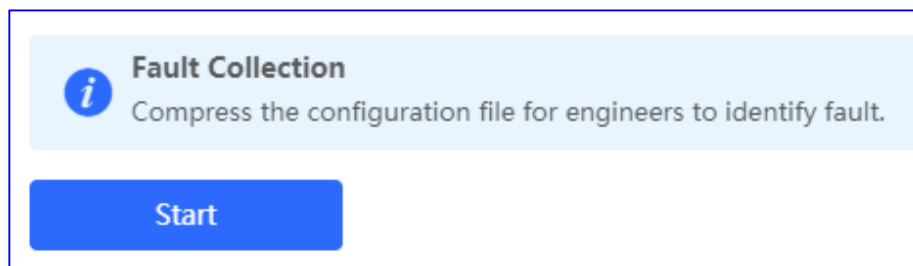 Fault Collection
Compress the configuration file for engineers to identify fault.
Start